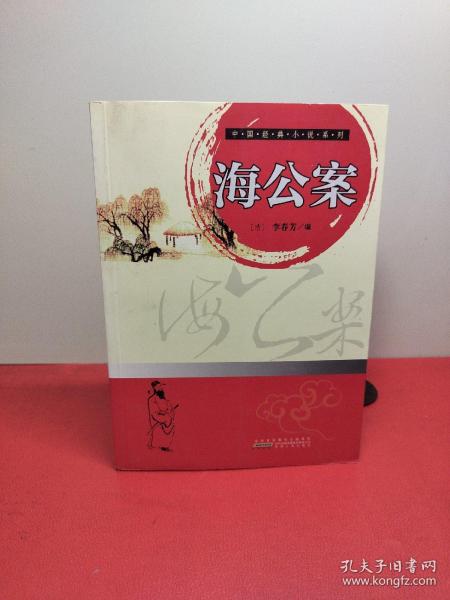 中·国·经·典·小·说·系·列
海公案
[清] 李春芳/编
海公案
孔夫子旧书网
www.kongfz.com